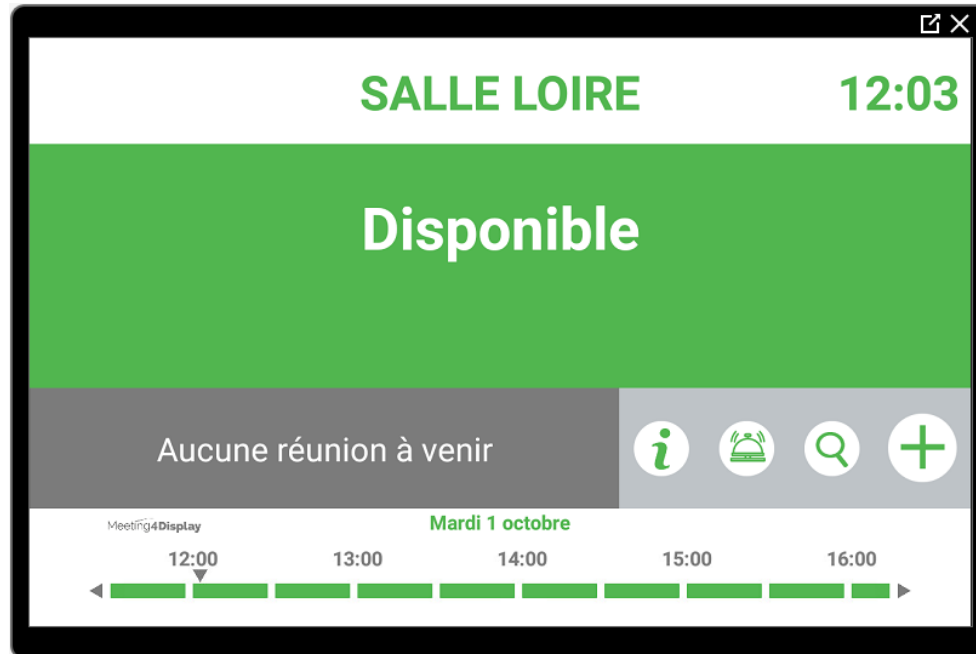 SALLE LOIRE 12:03
Disponible
Aucune réunion à venir
Meeting4Display
Mardi 1 octobre
12:00 13:00 14:00 15:00 16:00